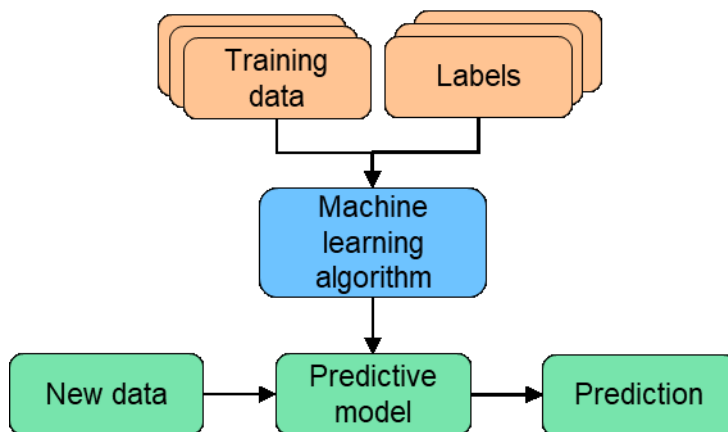 Training
data
Labels
Machine
learning
algorithm
New data
Predictive
model
Prediction